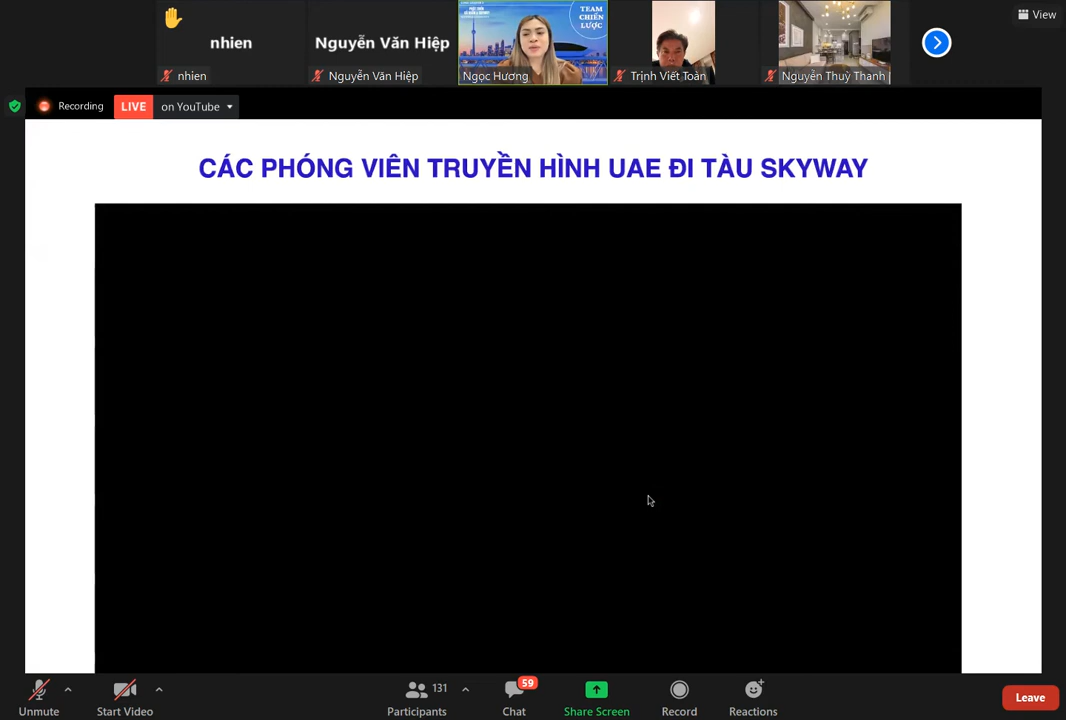 View
nhien
nhien
Nguyễn Văn Hiệp
Nguyễn Văn Hiệp
TEAM
CHIẾN
LƯỢC
Ngọc Hương
Trịnh Viết Toàn
Nguyễn Thuỳ Thanh
Recording
LIVE
on YouTube
CÁC PHÓNG VIÊN TRUYỀN HÌNH UAE ĐI TÀU SKYWAY
Unmute
Start Video
131
Participants
59
Chat
Share Screen
Record
Reactions
Leave